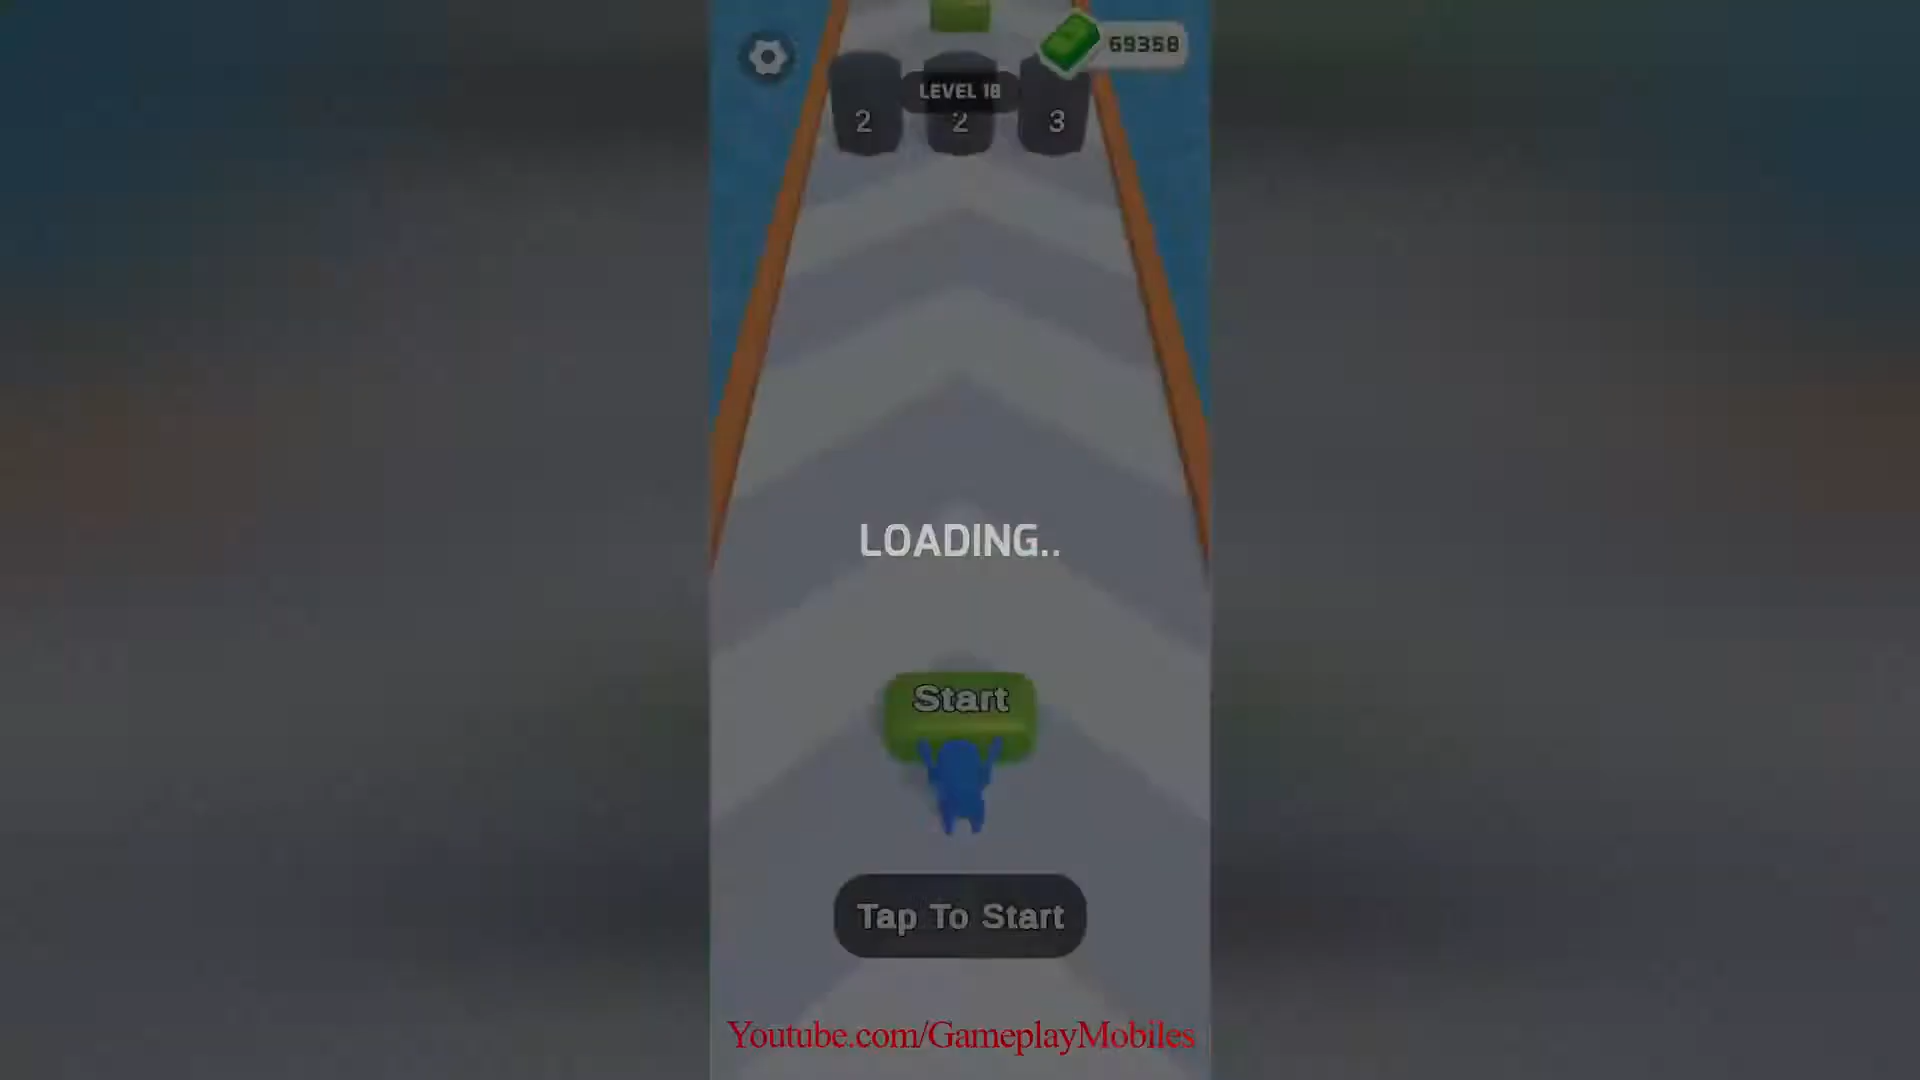 69358
LEVEL 18
2 2 3
LOADING..
Start
Tap To Start
Youtube.com/GameplayMobiles